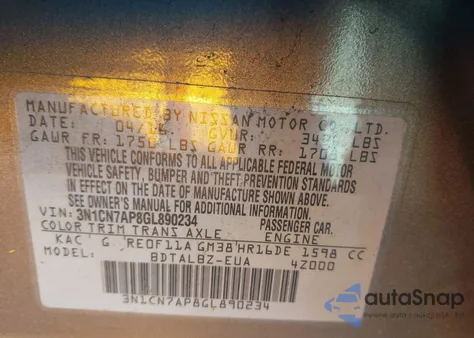 MANUFACTURED BY NISSAN MOTOR CO., LTD.
DATE: 04/16 GVWR: LBS
GAWR FR: 1750 LBS GAWR RR: LBS
THIS VEHICLE CONFORMS TO ALL APPLICABLE FEDERAL MOTOR
VEHICLE SAFETY, BUMPER AND THEFT PREVENTION STANDARDS
IN EFFECT ON THE DATE OF MANUFACTURE SHOWN ABOVE.
SEE OWNER'S MANUAL FOR ADDITIONAL INFORMATION.
VIN: 3N1CN7AP8GL890234 PASSENGER CAR.
COLOR TRIM TRANS AXLE ENGINE
KAC G RE0F11A GM38 HR16DE 1598 CC
MODEL: BDTALBZ-EUA 4Z000
3N1CN7AP8GL890234
autoSnap